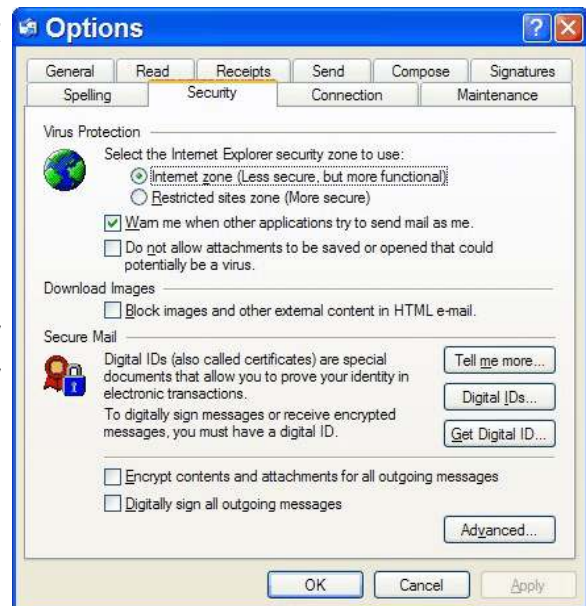 Options
General Read Receipts Send Compose Signatures
Spelling Security Connection Maintenance
Virus Protection
Select the Internet Explorer security zone to use:
Internet zone (Less secure, but more functional)
Restricted sites zone (More secure)
Warn me when other applications try to send mail as me.
Do not allow attachments to be saved or opened that could
potentially be a virus.
Download Images
Block images and other external content in HTML e-mail.
Secure Mail
Digital IDs (also called certificates) are special
documents that allow you to prove your identity in
electronic transactions.
Tell me more...
To digitally sign messages or receive encrypted
messages, you must have a digital ID.
Digital IDs...
Get Digital ID...
Encrypt contents and attachments for all outgoing messages
Digitally sign all outgoing messages
Advanced...
OK Cancel Apply